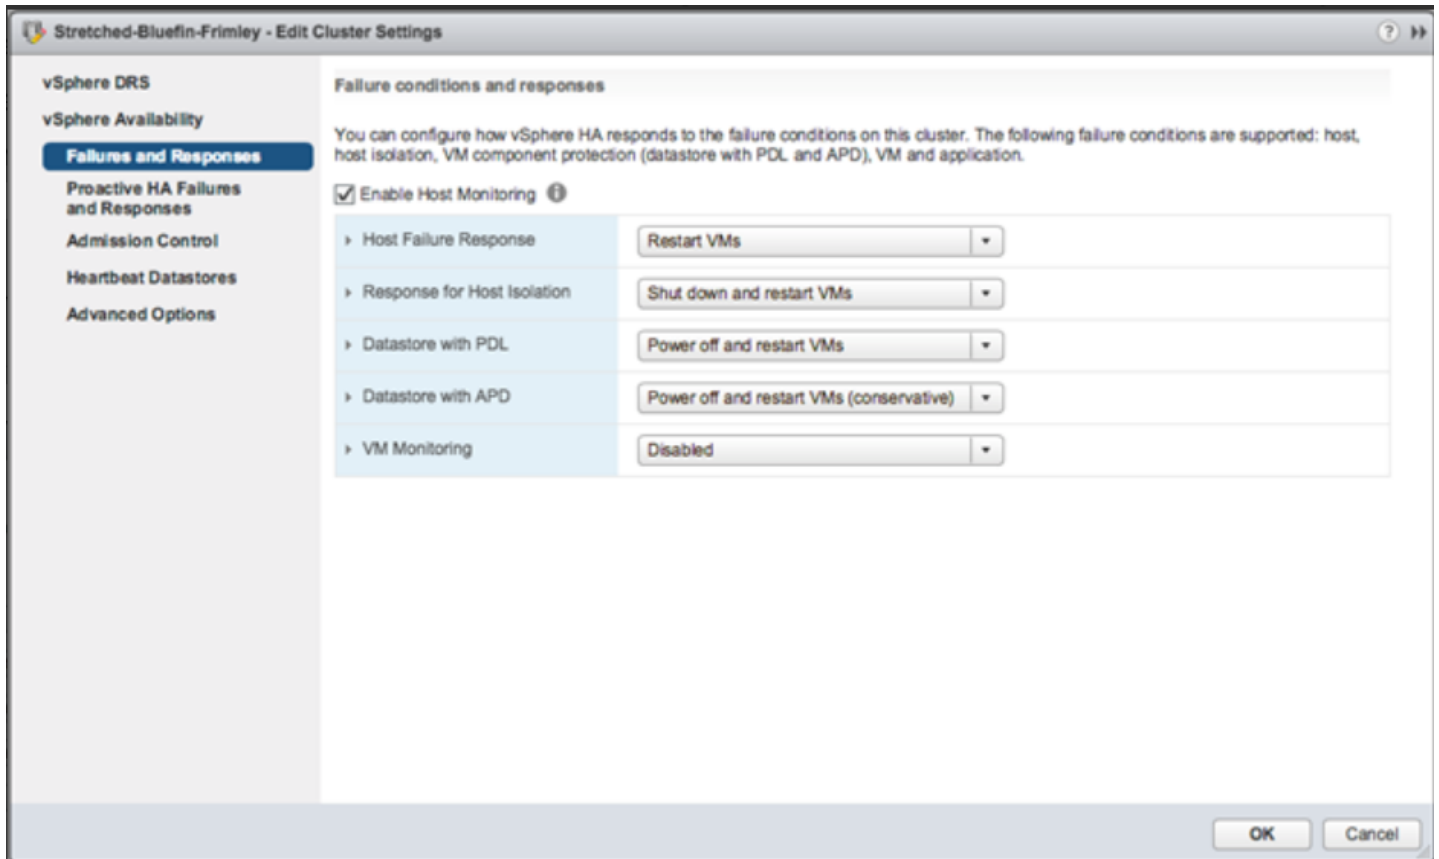 Stretched-Bluefin-Frimley - Edit Cluster Settings
?
vSphere DRS
vSphere Availability
Failures and Responses
Proactive HA Failures
and Responses
Admission Control
Heartbeat Datastores
Advanced Options
Failure conditions and responses
You can configure how vSphere HA responds to the failure conditions on this cluster. The following failure conditions are supported: host,
host isolation, VM component protection (datastore with PDL and APD), VM and application.
Enable Host Monitoring
Host Failure Response Restart VMs
Response for Host Isolation Shut down and restart VMs
Datastore with PDL Power off and restart VMs
Datastore with APD Power off and restart VMs (conservative)
VM Monitoring Disabled
OK Cancel